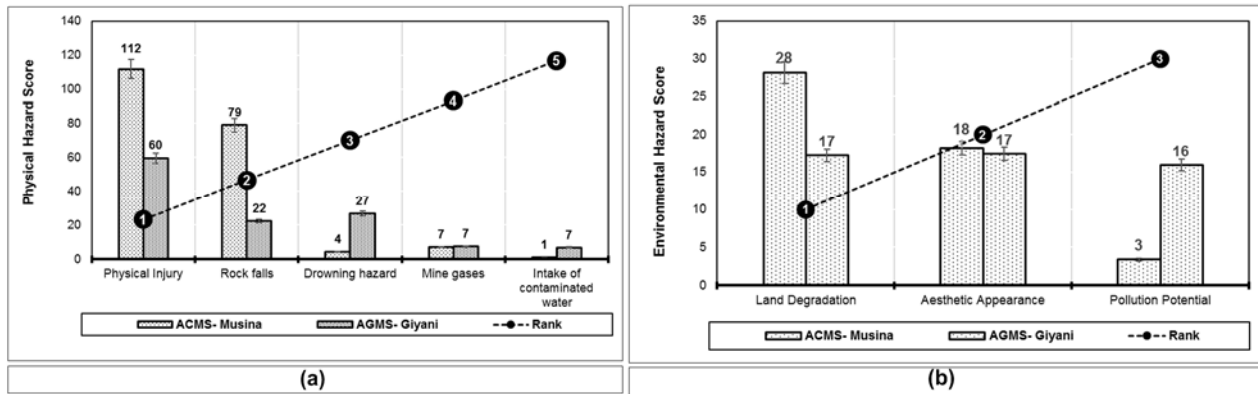 Physical Hazard Score
140
120
100
80
60
40
20
0
112
60
79
22
4
27
7
7
1
7
1
2
3
4
5
Physical Injury
Rock falls
Drowning hazard
Mine gases
Intake of
contaminated
water
ACMS- Musina
AGMS- Giyani
Rank
(a)
Environmental Hazard Score
35
30
25
20
15
10
5
0
28
17
18
17
3
16
1
2
3
Land Degradation
Aesthetic Appearance
Pollution Potential
ACMS- Musina
AGMS- Giyani
Rank
(b)